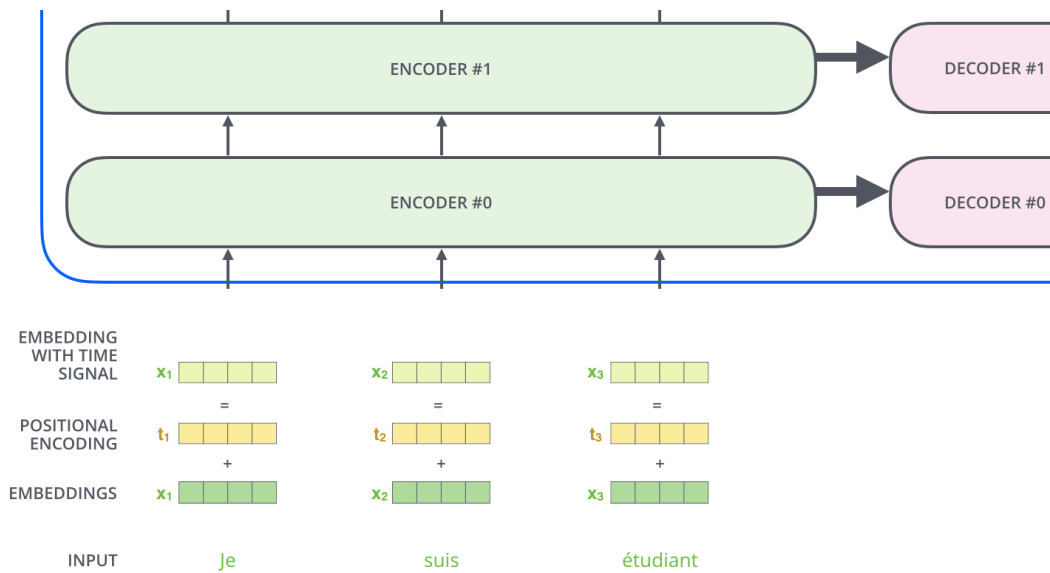 ENCODER #1
DECODER #1
ENCODER #0
DECODER #0
EMBEDDING
WITH TIME
SIGNAL
x1 x2 x3
= = =
POSITIONAL
ENCODING
t1 t2 t3
+ + +
EMBEDDINGS x1 x2 x3
INPUT Je suis étudiant